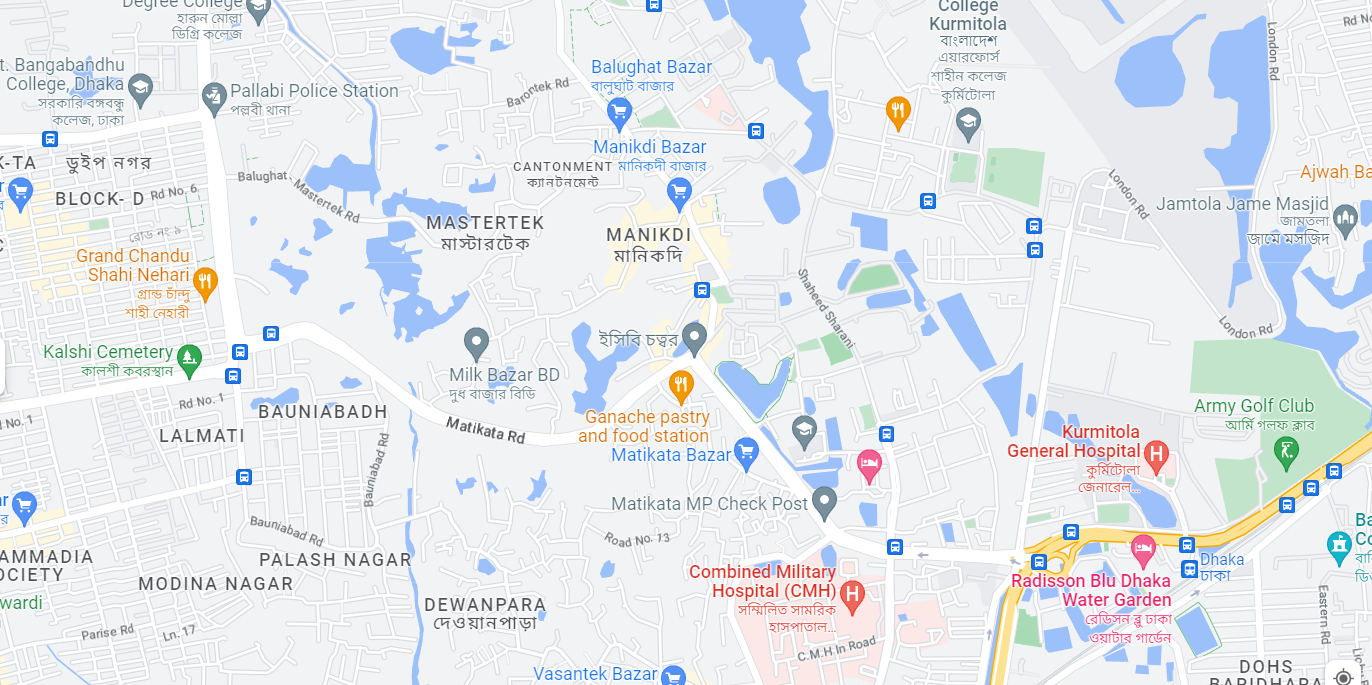 Degree College
হারুন মোল্লা
ডিগ্রি কলেজ
College
Kurmitola
বাংলাদেশ
এয়ারফোর্স
শাহীন কলেজ
কুর্মিটোলা
London Rd
Rd No.
t. Bangabandhu
College, Dhaka
সরকারি বঙ্গবন্ধু
কলেজ, ঢাকা
Pallabi Police Station
পল্লবী থানা
Balughat Bazar
বালুঘাট বাজার
Barontek Rd
Manikdi Bazar
মানিকদী বাজার
CANTONMENT
ক্যানটনমেন্ট
K-TA
ডুইপ নগর
BLOCK- D
Rd No. 6
Balughat
Mastertek Rd
রোড নং ৯
MASTERTEK
মাস্টারটেক
MANIKDI
মানিকদি
London Rd
Ajwah Ba
Jamtola Jame Masjid
জামতলা
জামে মসজিদ
Grand Chandu
Shahi Nehari
গ্রান্ড চাঁন্দু
শাহী নেহারী
Shaheed Sharani
London Rd
ইসিবি চত্বর
Kalshi Cemetery
কালশী কবরস্থান
Milk Bazar BD
দুধ বাজার বিডি
Rd No. 1
No. 1
BAUNIABADH
LALMATI
Matikata Rd
Ganache pastry
and food station
Matikata Bazar
Army Golf Club
আর্মি গলফ ক্লাব
Kurmitola
General Hospital
কুর্মিটোলা
জেনারেল...
Bauniabad Rd
Matikata MP Check Post
Bauniabad Rd
Road No. 13
AMMADIA
OCIETY
PALASH NAGAR
MODINA NAGAR
Combined Military
Hospital (CMH)
সম্মিলিত সামরিক
হাসপাতাল...
Dhaka
ঢাকা
Radisson Blu Dhaka
Water Garden
রেডিসন ব্লু ঢাকা
ওয়াটার গার্ডেন
Eastern Rd
wardi
DEWANPARA
দেওয়ানপাড়া
Parise Rd
Ln. 17
C.M.H In Road
Vasantek Bazar
DOHS
BARIDHARA